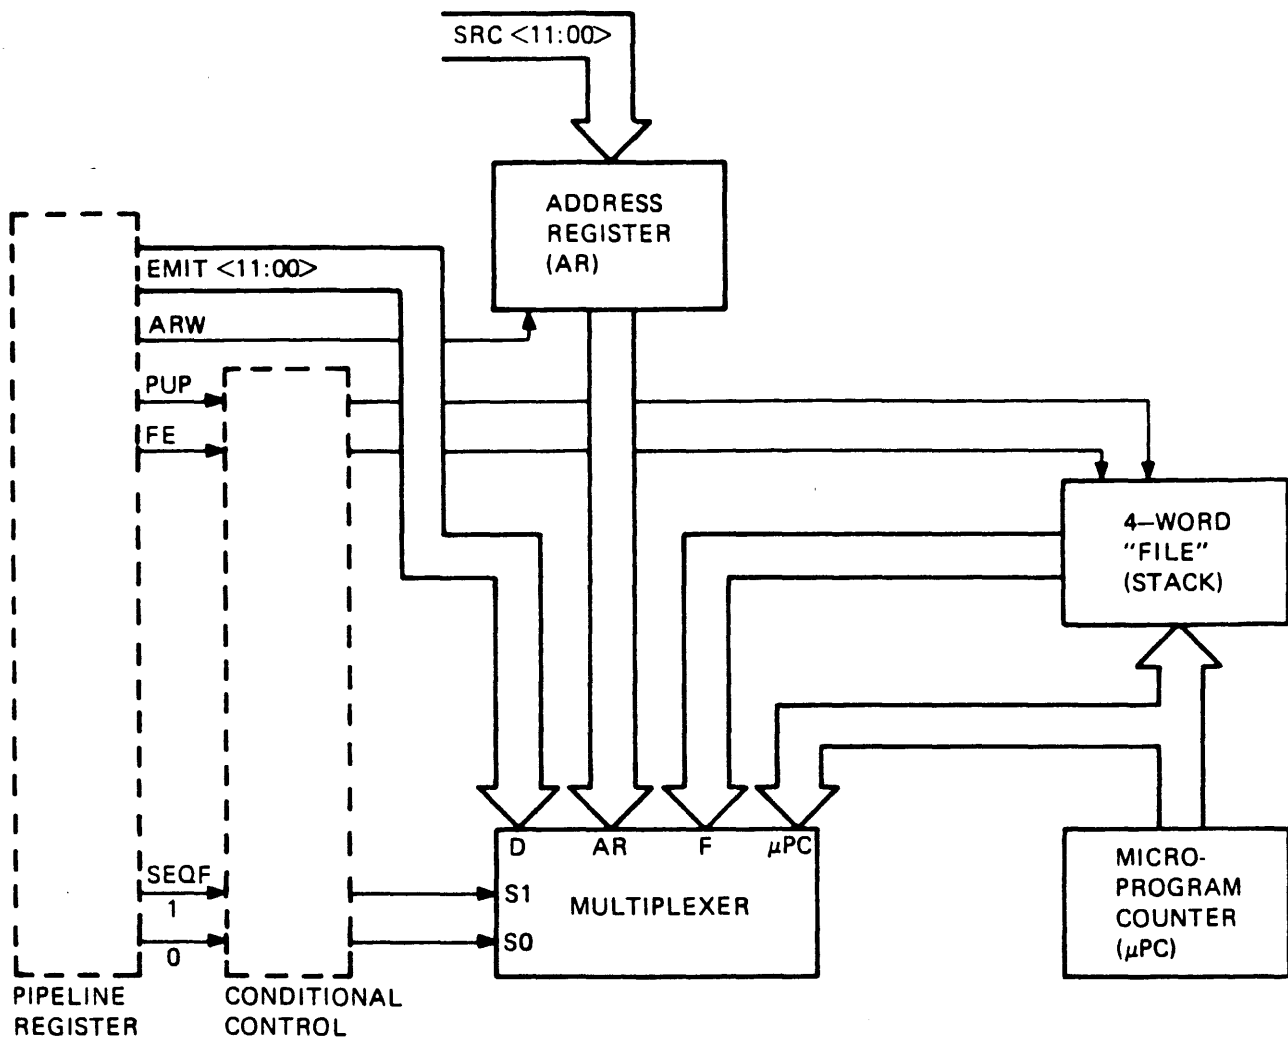 SRC <11:00>
ADDRESS
REGISTER
(AR)
EMIT <11:00>
ARW
PUP
FE
4–WORD
"FILE"
(STACK)
D AR F µPC
SEQF
1
0
S1
S0
MULTIPLEXER
MICRO-
PROGRAM
COUNTER
(µPC)
PIPELINE
REGISTER
CONDITIONAL
CONTROL